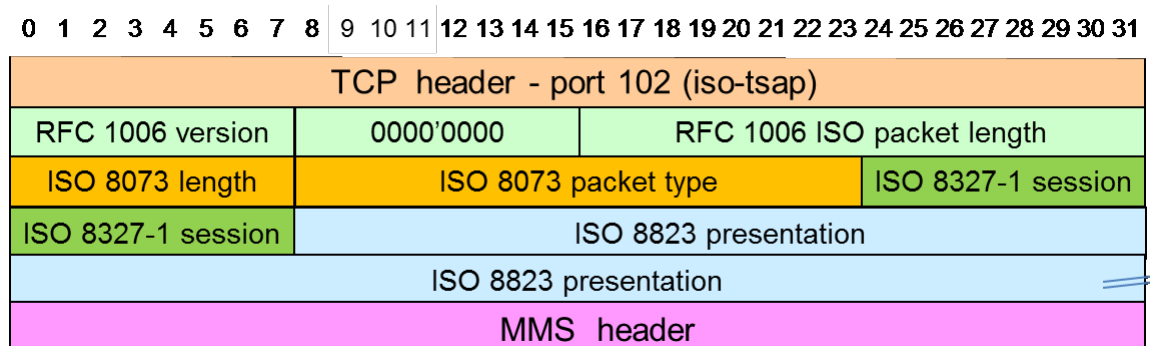 0 1 2 3 4 5 6 7 8 9 10 11 12 13 14 15 16 17 18 19 20 21 22 23 24 25 26 27 28 29 30 31
TCP header - port 102 (iso-tsap)
RFC 1006 version 0000'0000 RFC 1006 ISO packet length
ISO 8073 length ISO 8073 packet type ISO 8327-1 session
ISO 8327-1 session ISO 8823 presentation
ISO 8823 presentation
MMS header